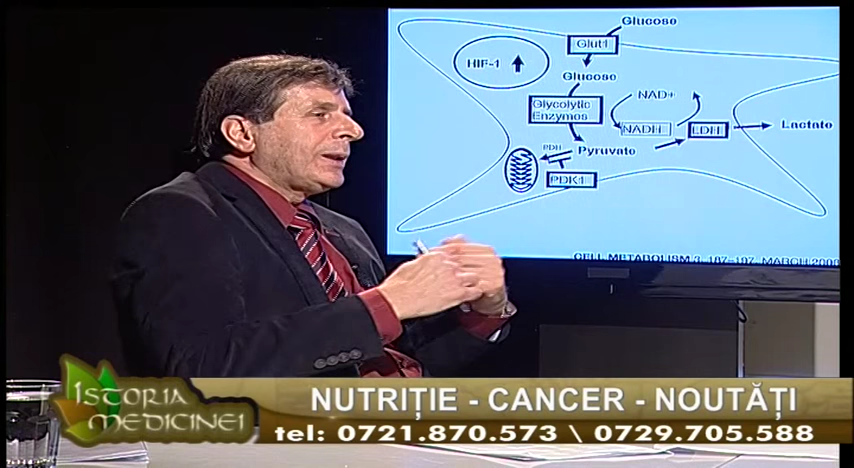 Glucose
Glut1
HIF-1
Glucose
Glycolytic
Enzymes
NAD+
NADH
LDH
Lactate
PDH
Pyruvate
PDK1
CELL METABOLISM 3, 187-197, MARCH 2006
ISTORIA
MEDICINEI
NUTRIȚIE - CANCER - NOUTĂȚI
tel: 0721.870.573 \ 0729.705.588